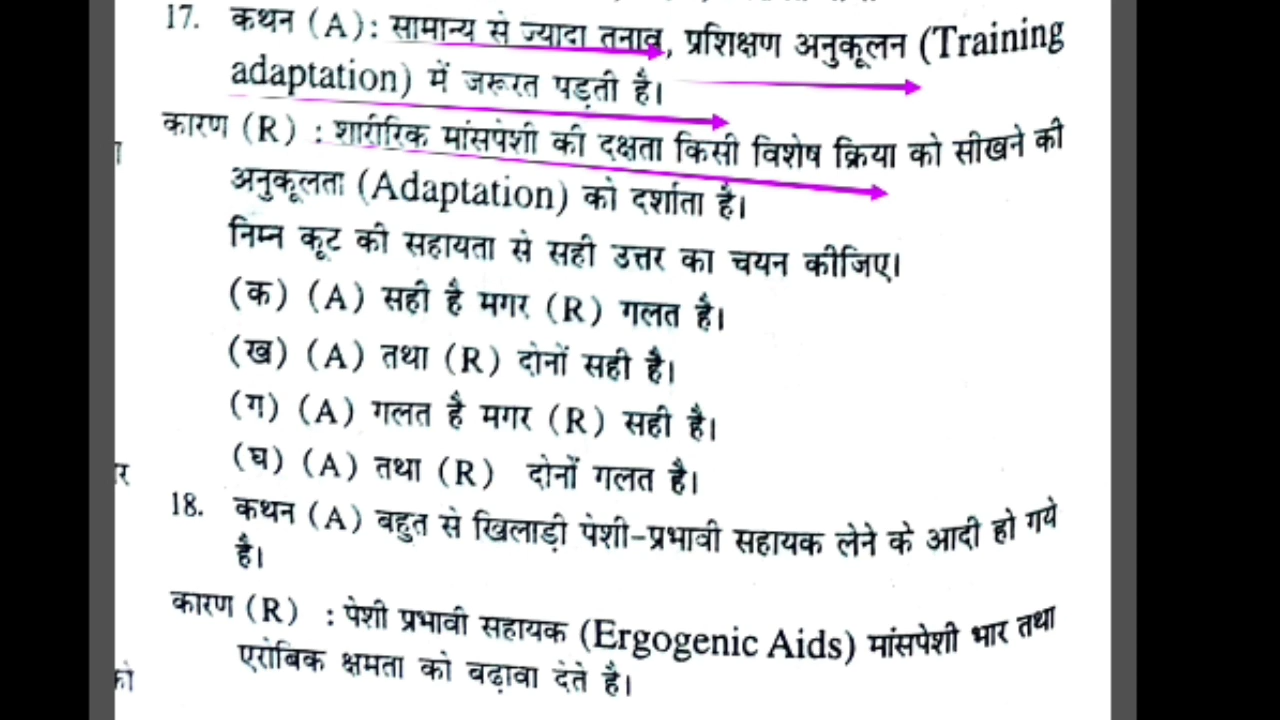 17. कथन (A): सामान्य से ज्यादा तनाव, प्रशिक्षण अनुकूलन (Training
adaptation) में जरूरत पड़ती है।
कारण (R) : शारीरिक मांसपेशी की दक्षता किसी विशेष क्रिया को सीखने की
अनुकूलता (Adaptation) को दर्शाता है।
निम्न कूट की सहायता से सही उत्तर का चयन कीजिए।
(क) (A) सही है मगर (R) गलत है।
(ख) (A) तथा (R) दोनों सही है।
(ग) (A) गलत है मगर (R) सही है।
(घ) (A) तथा (R) दोनों गलत है।
18. कथन (A) बहुत से खिलाड़ी पेशी-प्रभावी सहायक लेने के आदी हो गये
है।
कारण (R) : पेशी प्रभावी सहायक (Ergogenic Aids) मांसपेशी भार तथा
एरोबिक क्षमता को बढ़ावा देते है।